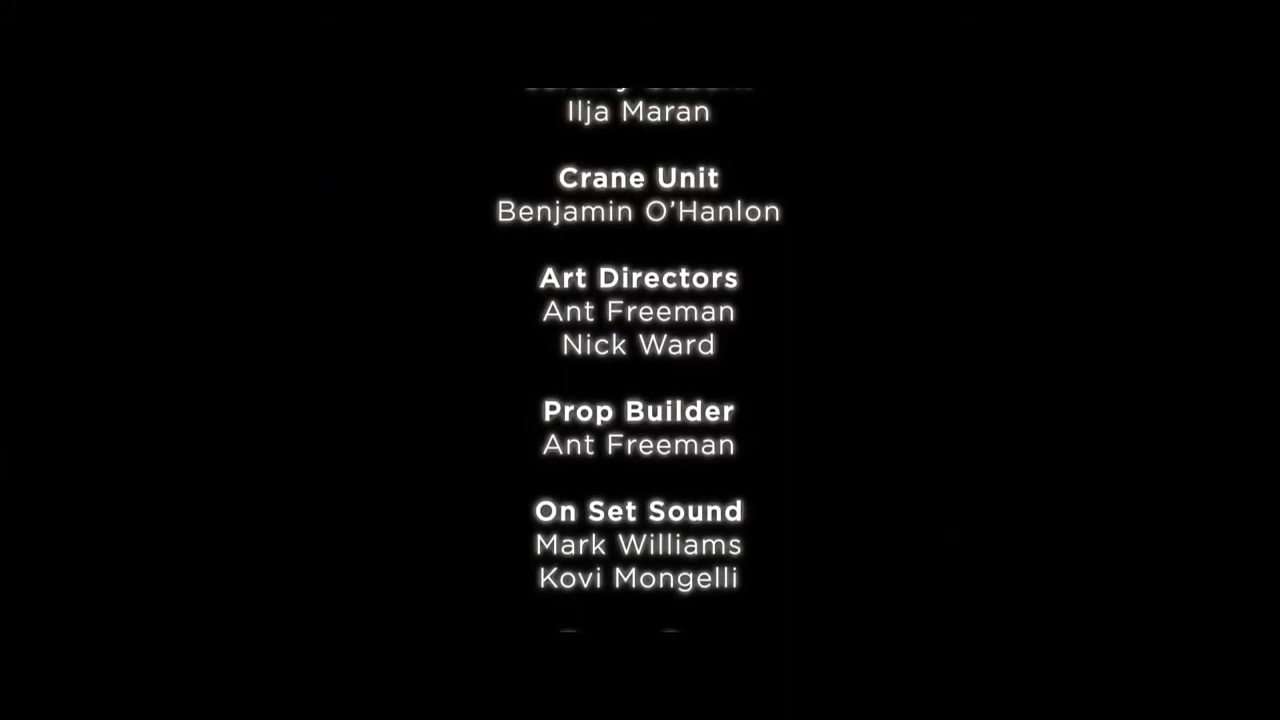 Ilja Maran
Crane Unit
Benjamin O’Hanlon
Art Directors
Ant Freeman
Nick Ward
Prop Builder
Ant Freeman
On Set Sound
Mark Williams
Kovi Mongelli